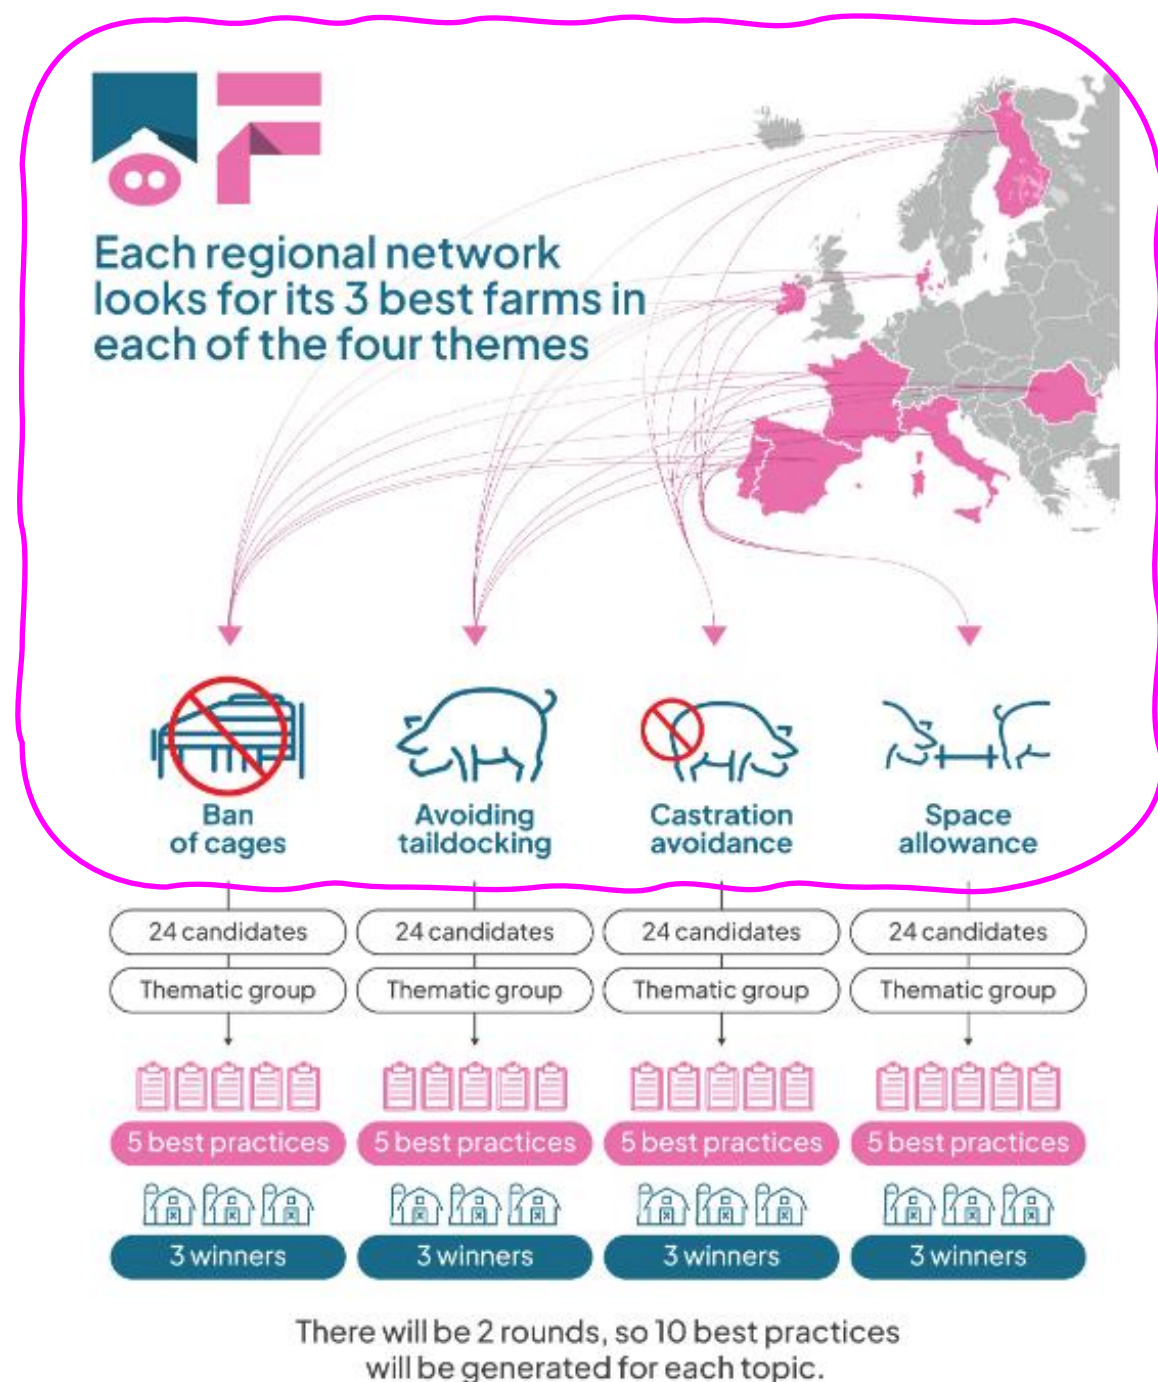 Each regional network
looks for its 3 best farms in
each of the four themes
Ban
of cages
Avoiding
taildocking
Castration
avoidance
Space
allowance
24 candidates
24 candidates
24 candidates
24 candidates
Thematic group
Thematic group
Thematic group
Thematic group
5 best practices
5 best practices
5 best practices
5 best practices
3 winners
3 winners
3 winners
3 winners
There will be 2 rounds, so 10 best practices
will be generated for each topic.